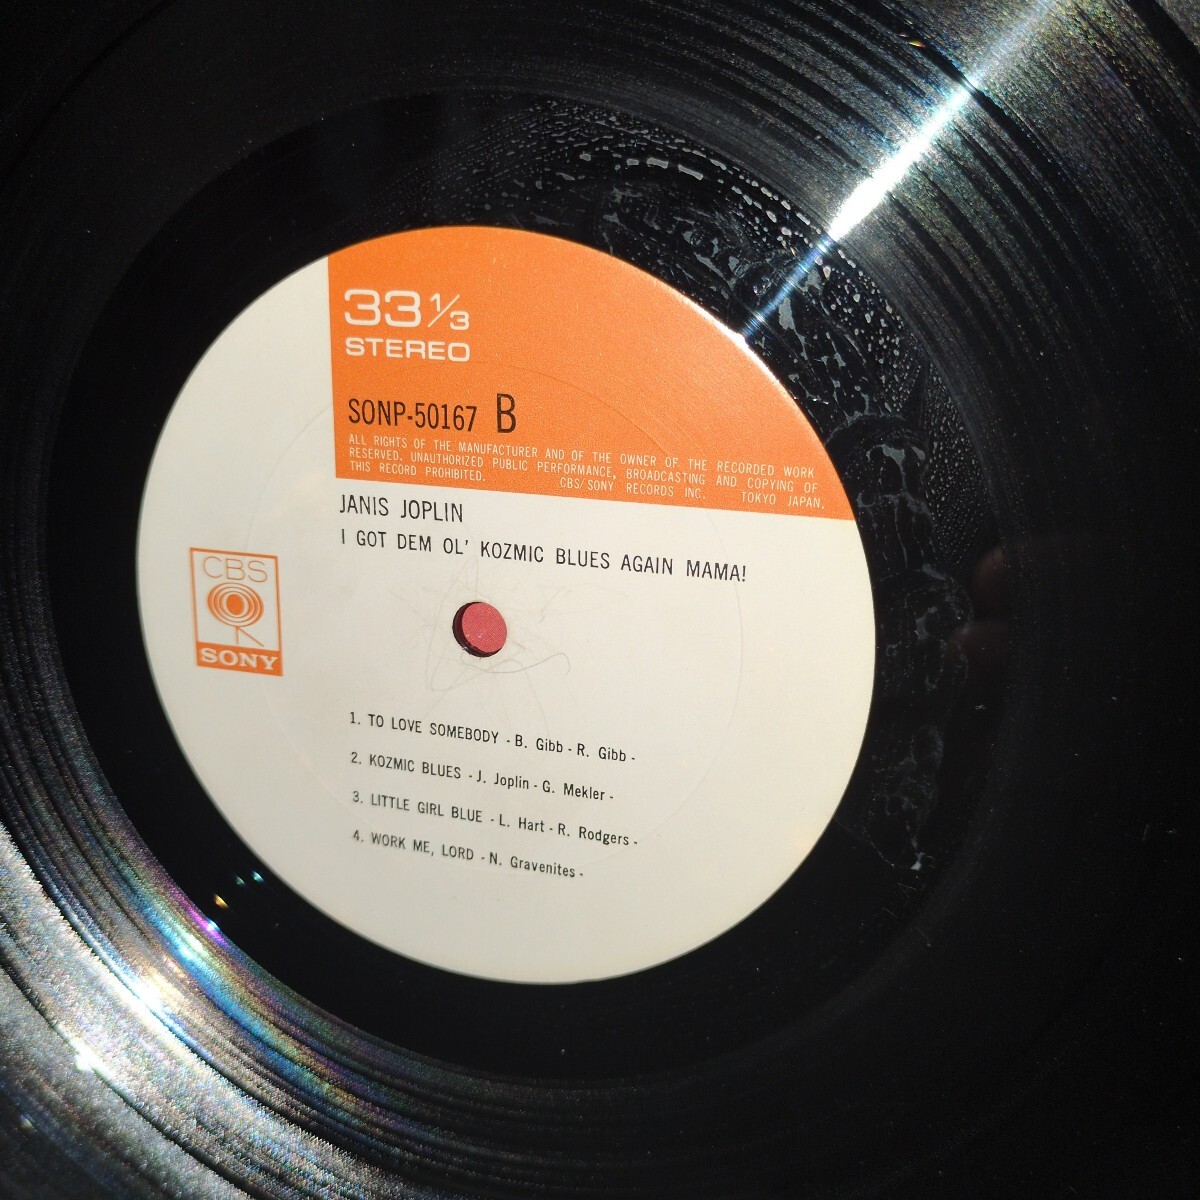 33 1/3
STEREO
SONP-50167 B
ALL RIGHTS OF THE MANUFACTURER AND OF THE OWNER OF THE RECORDED WORK
RESERVED. UNAUTHORIZED PUBLIC PERFORMANCE, BROADCASTING AND COPYING OF
THIS RECORD PROHIBITED. CBS/SONY RECORDS INC. TOKYO JAPAN.
JANIS JOPLIN
I GOT DEM OL' KOZMIC BLUES AGAIN MAMA!
CBS
SONY
1. TO LOVE SOMEBODY - B. Gibb - R. Gibb -
2. KOZMIC BLUES - J. Joplin - G. Mekler -
3. LITTLE GIRL BLUE - L. Hart - R. Rodgers -
4. WORK ME, LORD - N. Gravenites -